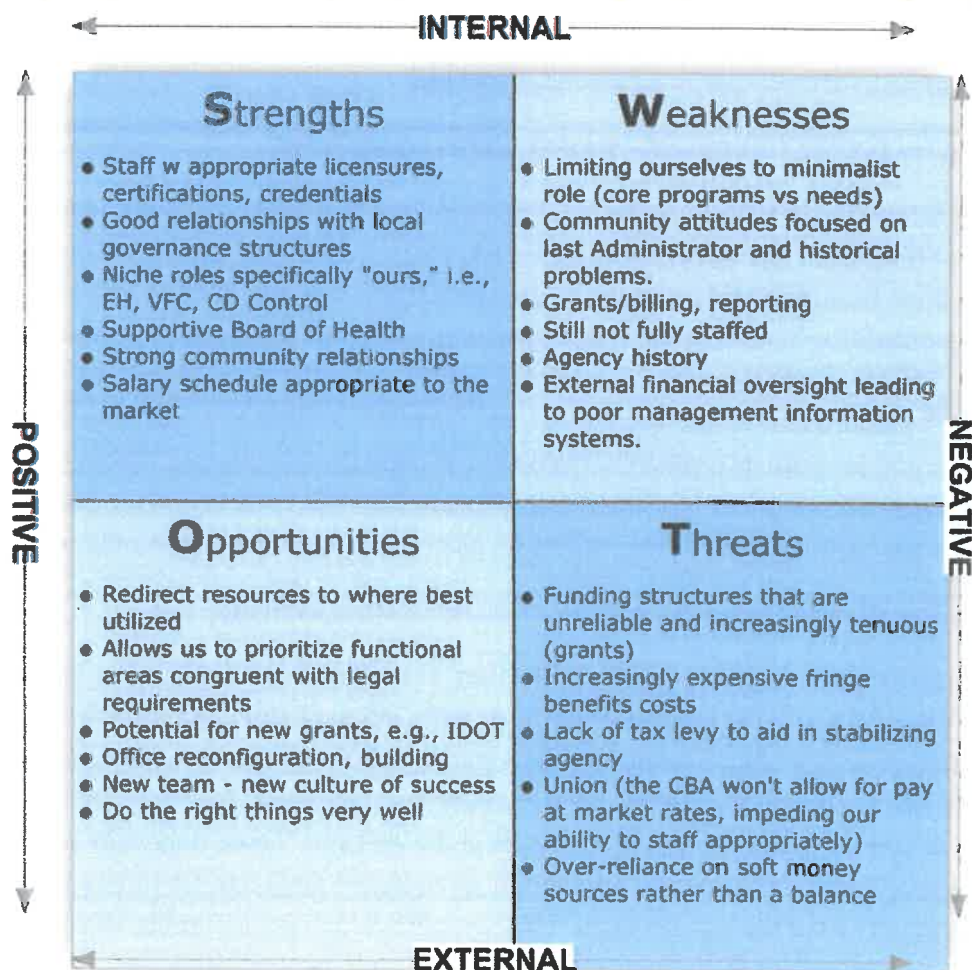 INTERNAL
Strengths
• Staff w appropriate licensures,
certifications, credentials
• Good relationships with local
governance structures
• Niche roles specifically "ours," i.e.,
EH, VFC, CD Control
• Supportive Board of Health
• Strong community relationships
• Salary schedule appropriate to the
market
Weaknesses
• Limiting ourselves to minimalist
role (core programs vs needs)
• Community attitudes focused on
last Administrator and historical
problems.
• Grants/billing, reporting
• Still not fully staffed
• Agency history
• External financial oversight leading
to poor management information
systems.
POSITIVE
NEGATIVE
Opportunities
• Redirect resources to where best
utilized
• Allows us to prioritize functional
areas congruent with legal
requirements
• Potential for new grants, e.g., IDOT
• Office reconfiguration, building
• New team - new culture of success
• Do the right things very well
Threats
• Funding structures that are
unreliable and increasingly tenuous
(grants)
• Increasingly expensive fringe
benefits costs
• Lack of tax levy to aid in stabilizing
agency
• Union (the CBA won't allow for pay
at market rates, impeding our
ability to staff appropriately)
• Over-reliance on soft money
sources rather than a balance
EXTERNAL